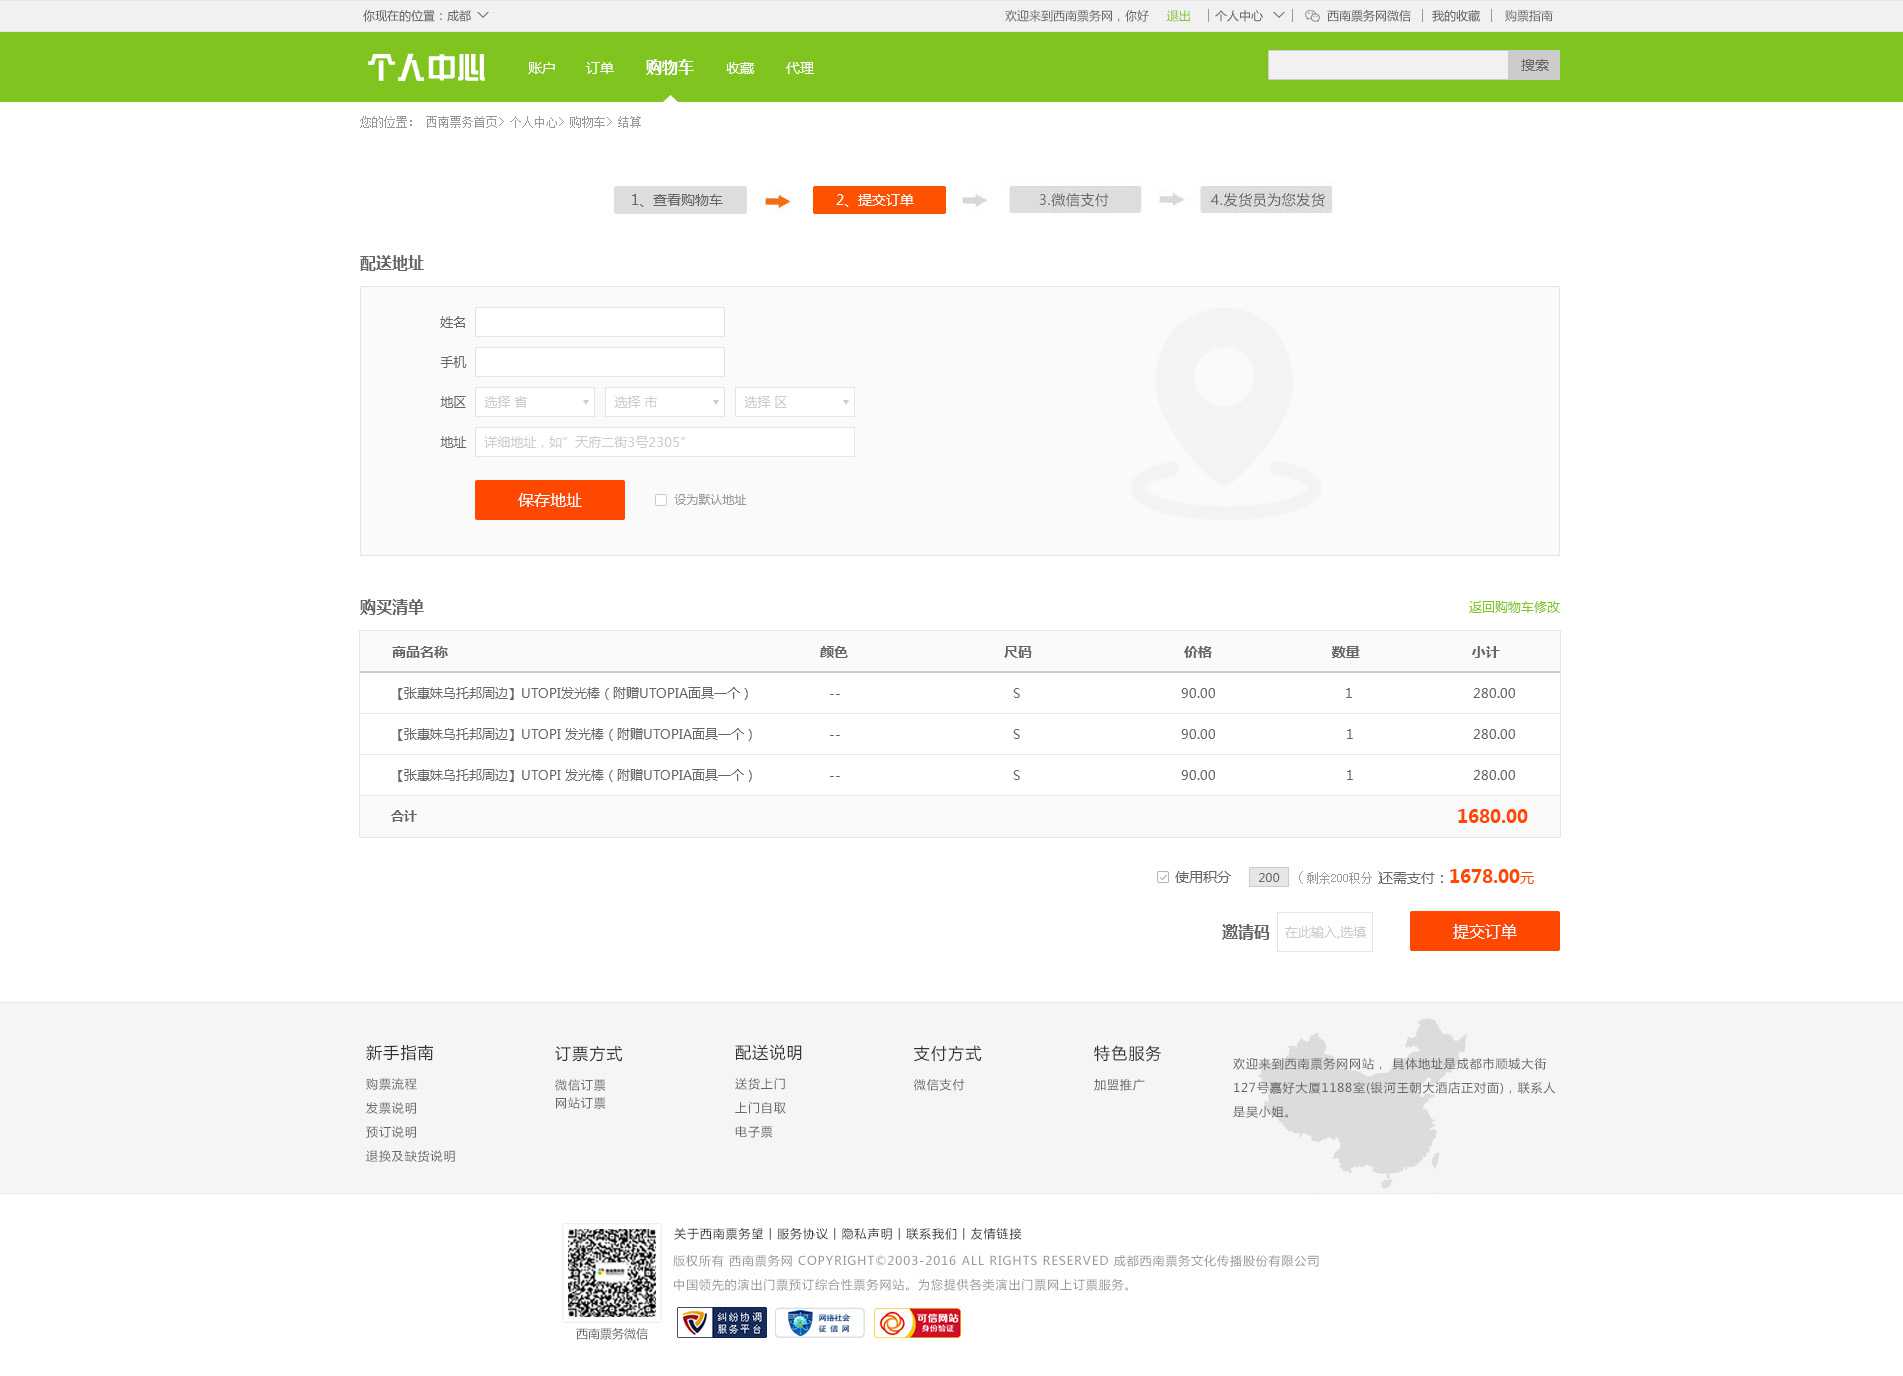 你现在的位置：成都
欢迎来到西南票务网，你好 退出 个人中心 西南票务网微信 我的收藏 购票指南
个人中心 账户 订单 购物车 收藏 代理 搜索
您的位置： 西南票务首页> 个人中心> 购物车> 结算
1、查看购物车 2、提交订单 3.微信支付 4.发货员为您发货
配送地址
姓名
手机
地区 选择 省 选择 市 选择 区
地址 详细地址，如”天府二街3号2305”
保存地址 设为默认地址
购买清单 返回购物车修改
商品名称 颜色 尺码 价格 数量 小计
【张惠妹乌托邦周边】UTOPI发光棒（附赠UTOPIA面具一个） -- S 90.00 1 280.00
【张惠妹乌托邦周边】UTOPI 发光棒（附赠UTOPIA面具一个） -- S 90.00 1 280.00
【张惠妹乌托邦周边】UTOPI 发光棒（附赠UTOPIA面具一个） -- S 90.00 1 280.00
合计 1680.00
使用积分 200 （剩余200积分 还需支付：1678.00元
邀请码 在此输入,选填 提交订单
新手指南
购票流程
发票说明
预订说明
退换及缺货说明
订票方式
微信订票
网站订票
配送说明
送货上门
上门自取
电子票
支付方式
微信支付
特色服务
加盟推广
欢迎来到西南票务网网站， 具体地址是成都市顺城大街
127号嘉好大厦1188室(银河王朝大酒店正对面)，联系人
是吴小姐。
关于西南票务望丨服务协议丨隐私声明丨联系我们丨友情链接
版权所有 西南票务网 COPYRIGHT©2003-2016 ALL RIGHTS RESERVED 成都西南票务文化传播股份有限公司
中国领先的演出门票预订综合性票务网站。为您提供各类演出门票网上订票服务。
西南票务微信
纠纷协调
服务平台
网络社会
征信网
可信网站
身份验证